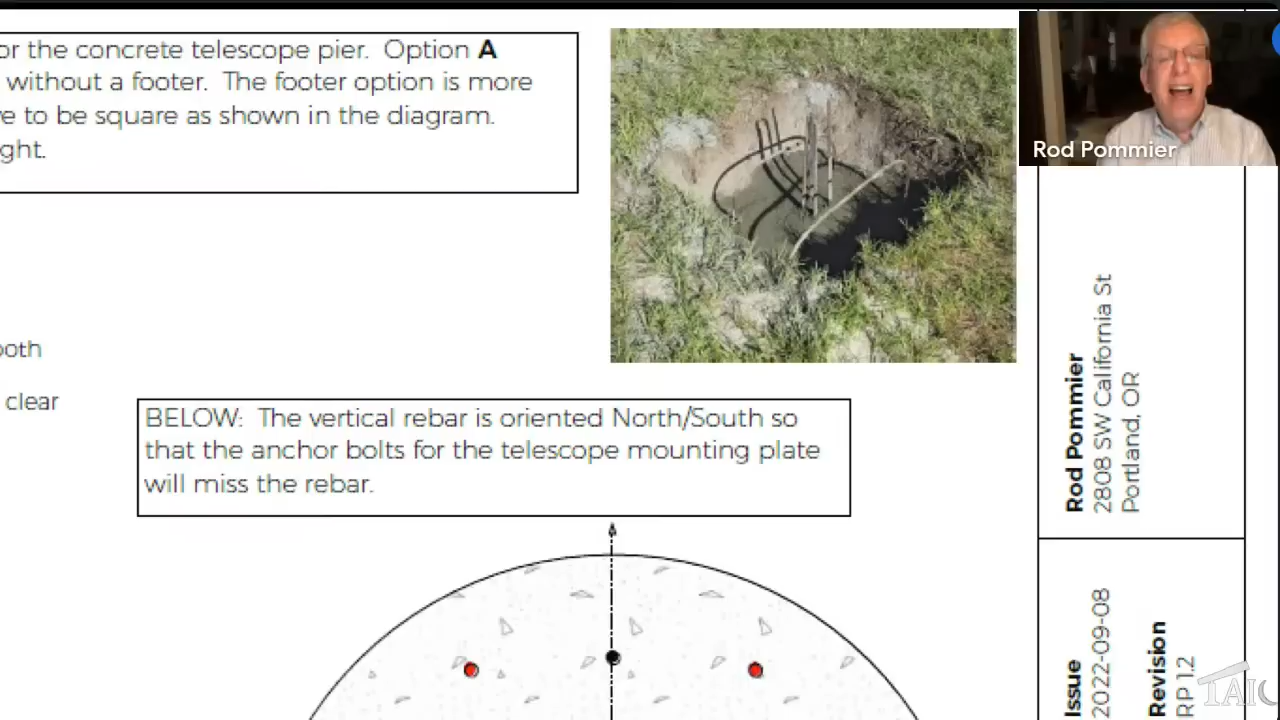 or the concrete telescope pier. Option A
without a footer. The footer option is more
e to be square as shown in the diagram.
ght.
Rod Pommier
ooth
clear
BELOW: The vertical rebar is oriented North/South so
that the anchor bolts for the telescope mounting plate
will miss the rebar.
Rod Pommier
2808 SW California St
Portland, OR
Issue
2022-09-08
Revision
RP 1.2
TAIC